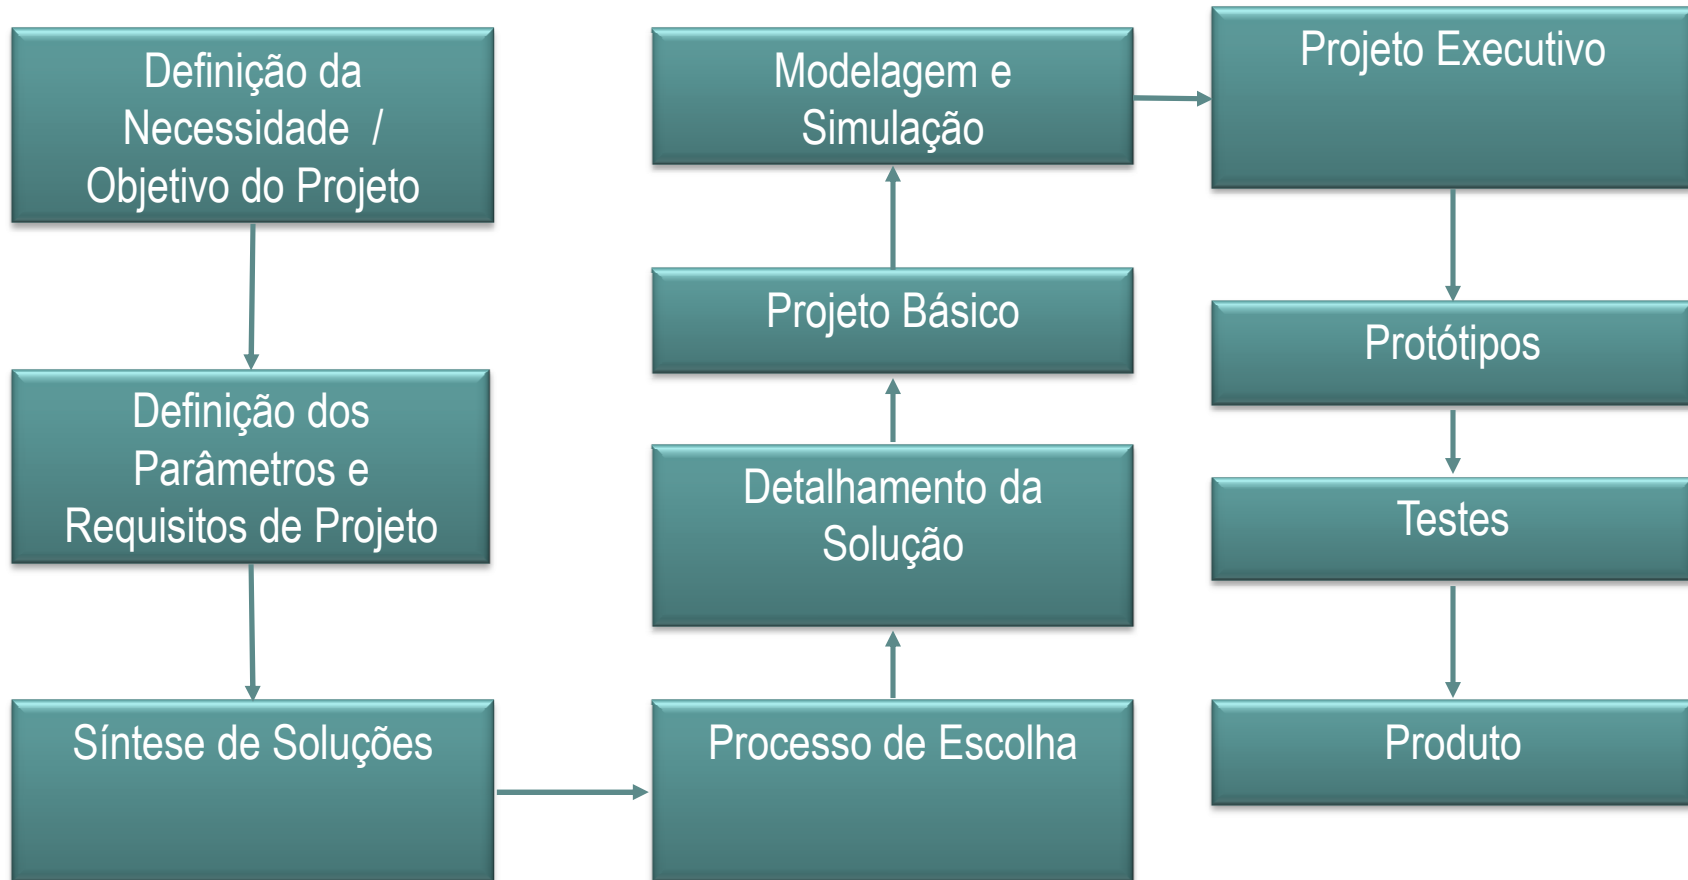 Definição da
Necessidade /
Objetivo do Projeto
Definição dos
Parâmetros e
Requisitos de Projeto
Síntese de Soluções
Processo de Escolha
Detalhamento da
Solução
Projeto Básico
Modelagem e
Simulação
Projeto Executivo
Protótipos
Testes
Produto